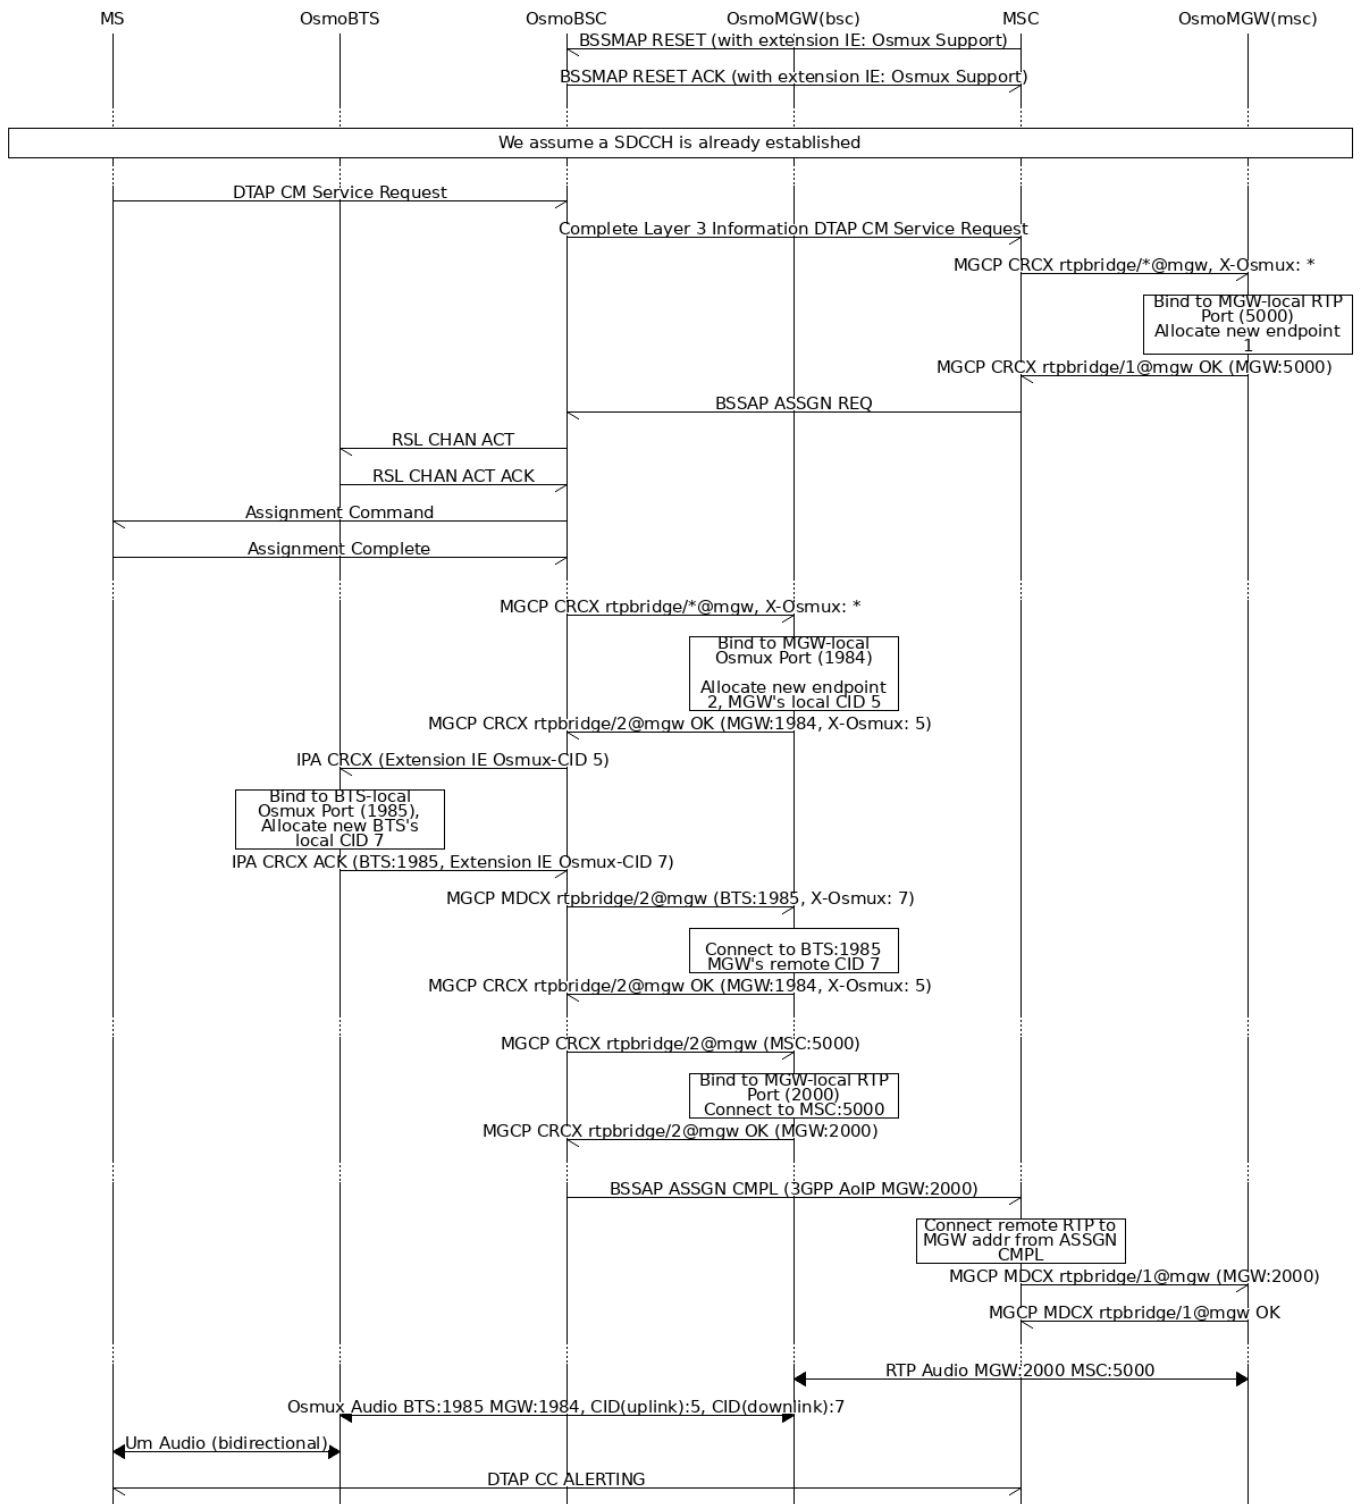 MS OsmoBTS OsmoBSC OsmoMGW(bsc) MSC OsmoMGW(msc)
BSSMAP RESET (with extension IE: Osmux Support)
BSSMAP RESET ACK (with extension IE: Osmux Support)
We assume a SDCCH is already established
DTAP CM Service Request
Complete Layer 3 Information DTAP CM Service Request
MGCP CRCX rtpbridge/*@mgw, X-Osmux: *
Bind to MGW-local RTP
Port (5000)
Allocate new endpoint
1
MGCP CRCX rtpbridge/1@mgw OK (MGW:5000)
BSSAP ASSGN REQ
RSL CHAN ACT
RSL CHAN ACT ACK
Assignment Command
Assignment Complete
MGCP CRCX rtpbridge/*@mgw, X-Osmux: *
Bind to MGW-local
Osmux Port (1984)
Allocate new endpoint
2, MGW's local CID 5
MGCP CRCX rtpbridge/2@mgw OK (MGW:1984, X-Osmux: 5)
IPA CRCX (Extension IE Osmux-CID 5)
Bind to BTS-local
Osmux Port (1985),
Allocate new BTS's
local CID 7
IPA CRCX ACK (BTS:1985, Extension IE Osmux-CID 7)
MGCP MDCX rtpbridge/2@mgw (BTS:1985, X-Osmux: 7)
Connect to BTS:1985
MGW's remote CID 7
MGCP CRCX rtpbridge/2@mgw OK (MGW:1984, X-Osmux: 5)
MGCP CRCX rtpbridge/2@mgw (MSC:5000)
Bind to MGW-local RTP
Port (2000)
Connect to MSC:5000
MGCP CRCX rtpbridge/2@mgw OK (MGW:2000)
BSSAP ASSGN CMPL (3GPP AoIP MGW:2000)
Connect remote RTP to
MGW addr from ASSGN
CMPL
MGCP MDCX rtpbridge/1@mgw (MGW:2000)
MGCP MDCX rtpbridge/1@mgw OK
RTP Audio MGW:2000 MSC:5000
Osmux Audio BTS:1985 MGW:1984, CID(uplink):5, CID(downlink):7
Um Audio (bidirectional)
DTAP CC ALERTING